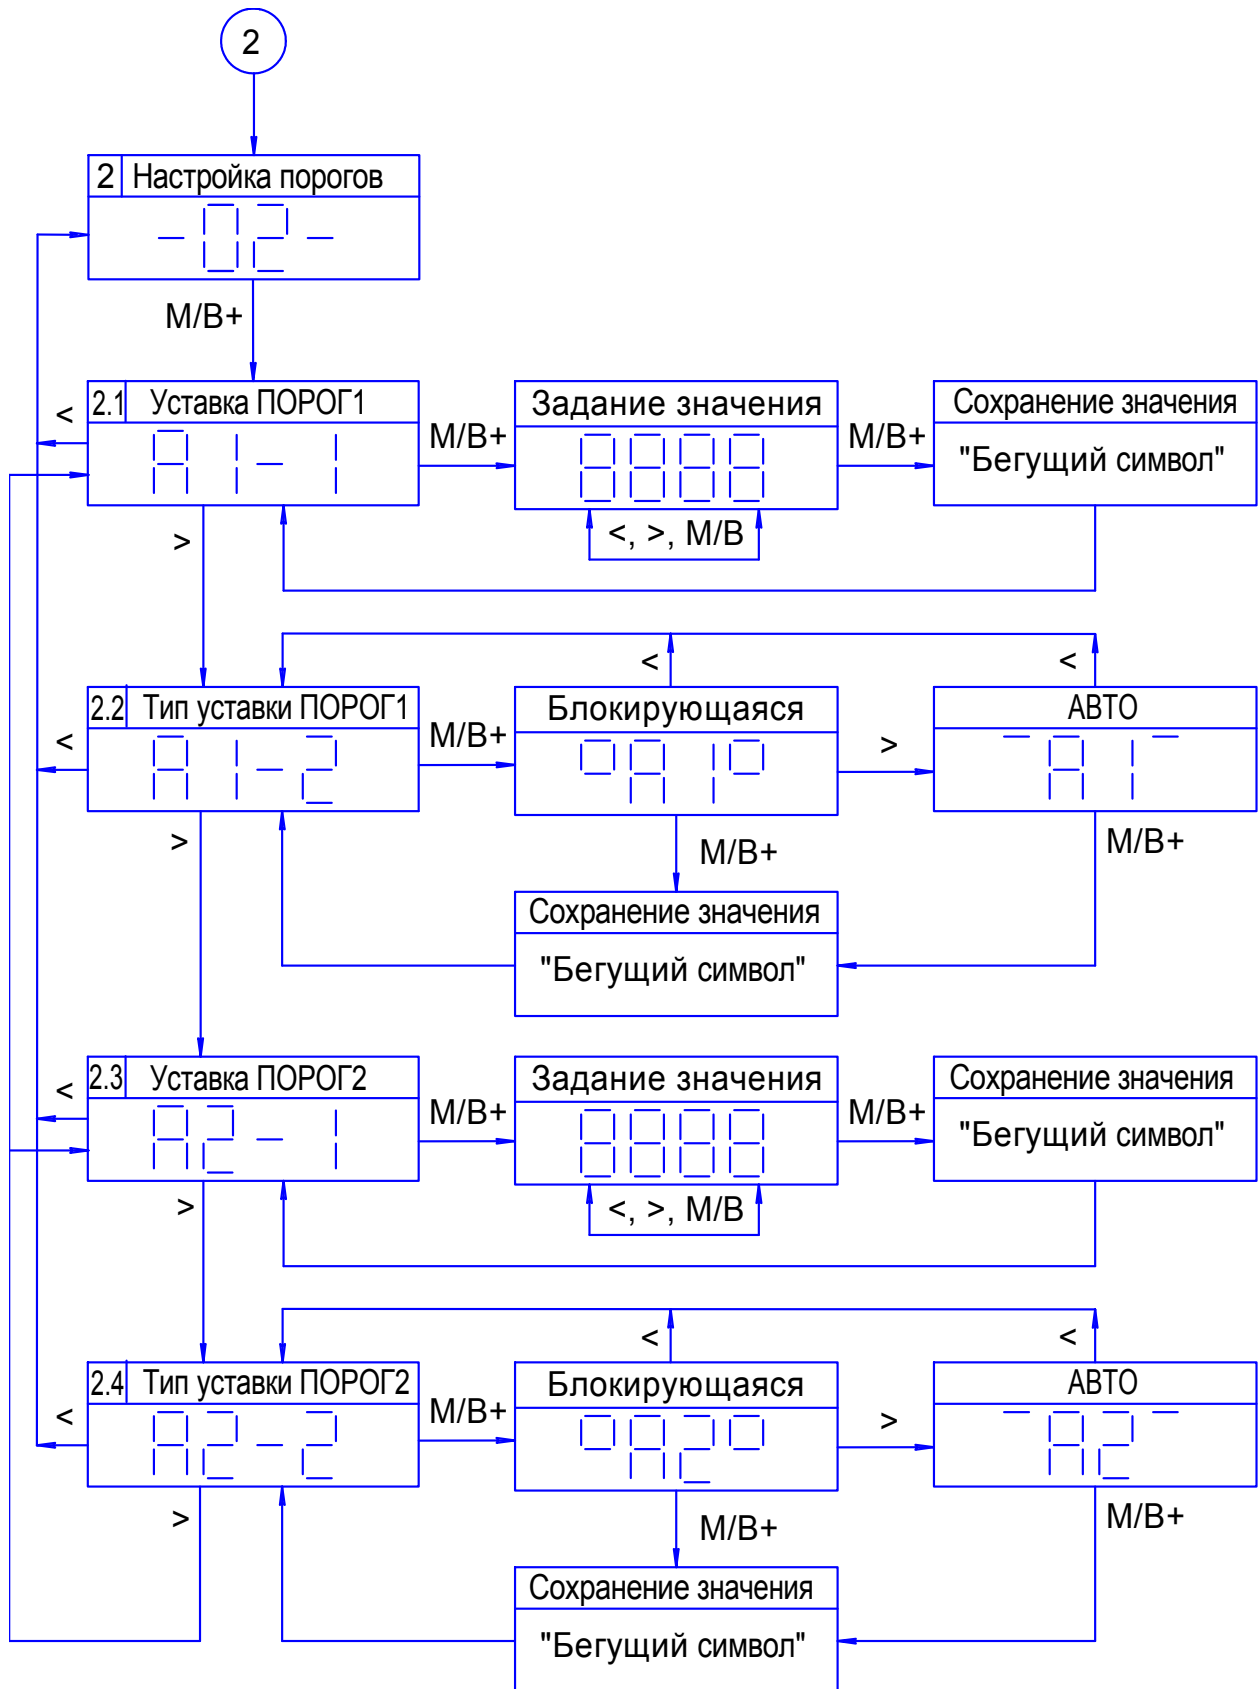 2
2 Настройка порогов
-02-
М/В+
2.1 Уставка ПОРОГ1
A1-1
<
>
М/В+
Задание значения
8888
<, >, М/В
М/В+
Сохранение значения
"Бегущий символ"
2.2 Тип уставки ПОРОГ1
A1-2
<
>
М/В+
Блокирующаяся
°A1°
<
>
М/В+
АВТО
¯A1¯
<
М/В+
Сохранение значения
"Бегущий символ"
2.3 Уставка ПОРОГ2
A2-1
<
>
М/В+
Задание значения
8888
<, >, М/В
М/В+
Сохранение значения
"Бегущий символ"
2.4 Тип уставки ПОРОГ2
A2-2
<
>
М/В+
Блокирующаяся
°A2°
<
>
М/В+
АВТО
¯A2¯
<
М/В+
Сохранение значения
"Бегущий символ"